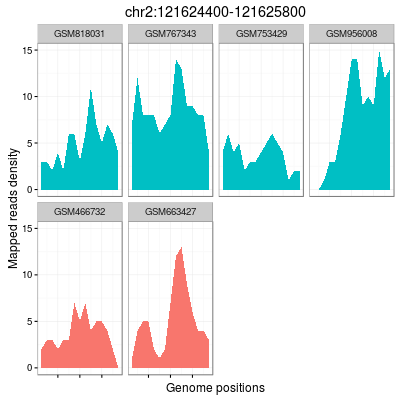 chr2:121624400-121625800
GSM818031 GSM767343 GSM753429 GSM956008
15
10
5
0
GSM466732 GSM663427
15
10
5
0
Mapped reads density
Genome positions